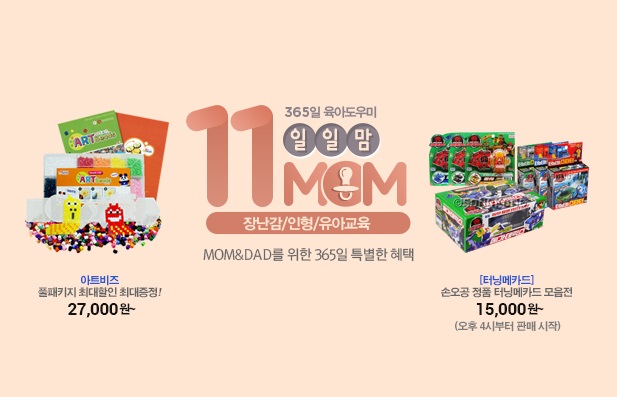 365일 육아도우미
11
일일맘
MOM
장난감/인형/유아교육
MOM&DAD를 위한 365일 특별한 혜택
아트비즈
풀패키지 최대할인 최대증정!
27,000원~
[터닝메카드]
손오공 정품 터닝메카드 모음전
15,000원~
(오후 4시부터 판매 시작)
ART
ART